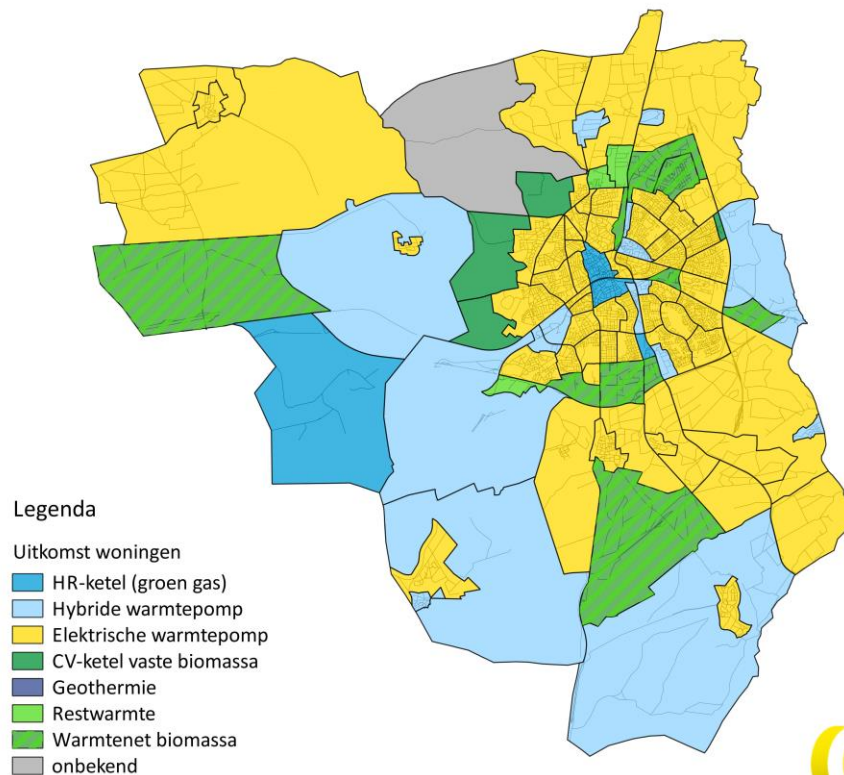 Legenda
Uitkomst woningen
HR-ketel (groen gas)
Hybride warmtepomp
Elektrische warmtepomp
CV-ketel vaste biomassa
Geothermie
Restwarmte
Warmtenet biomassa
onbekend